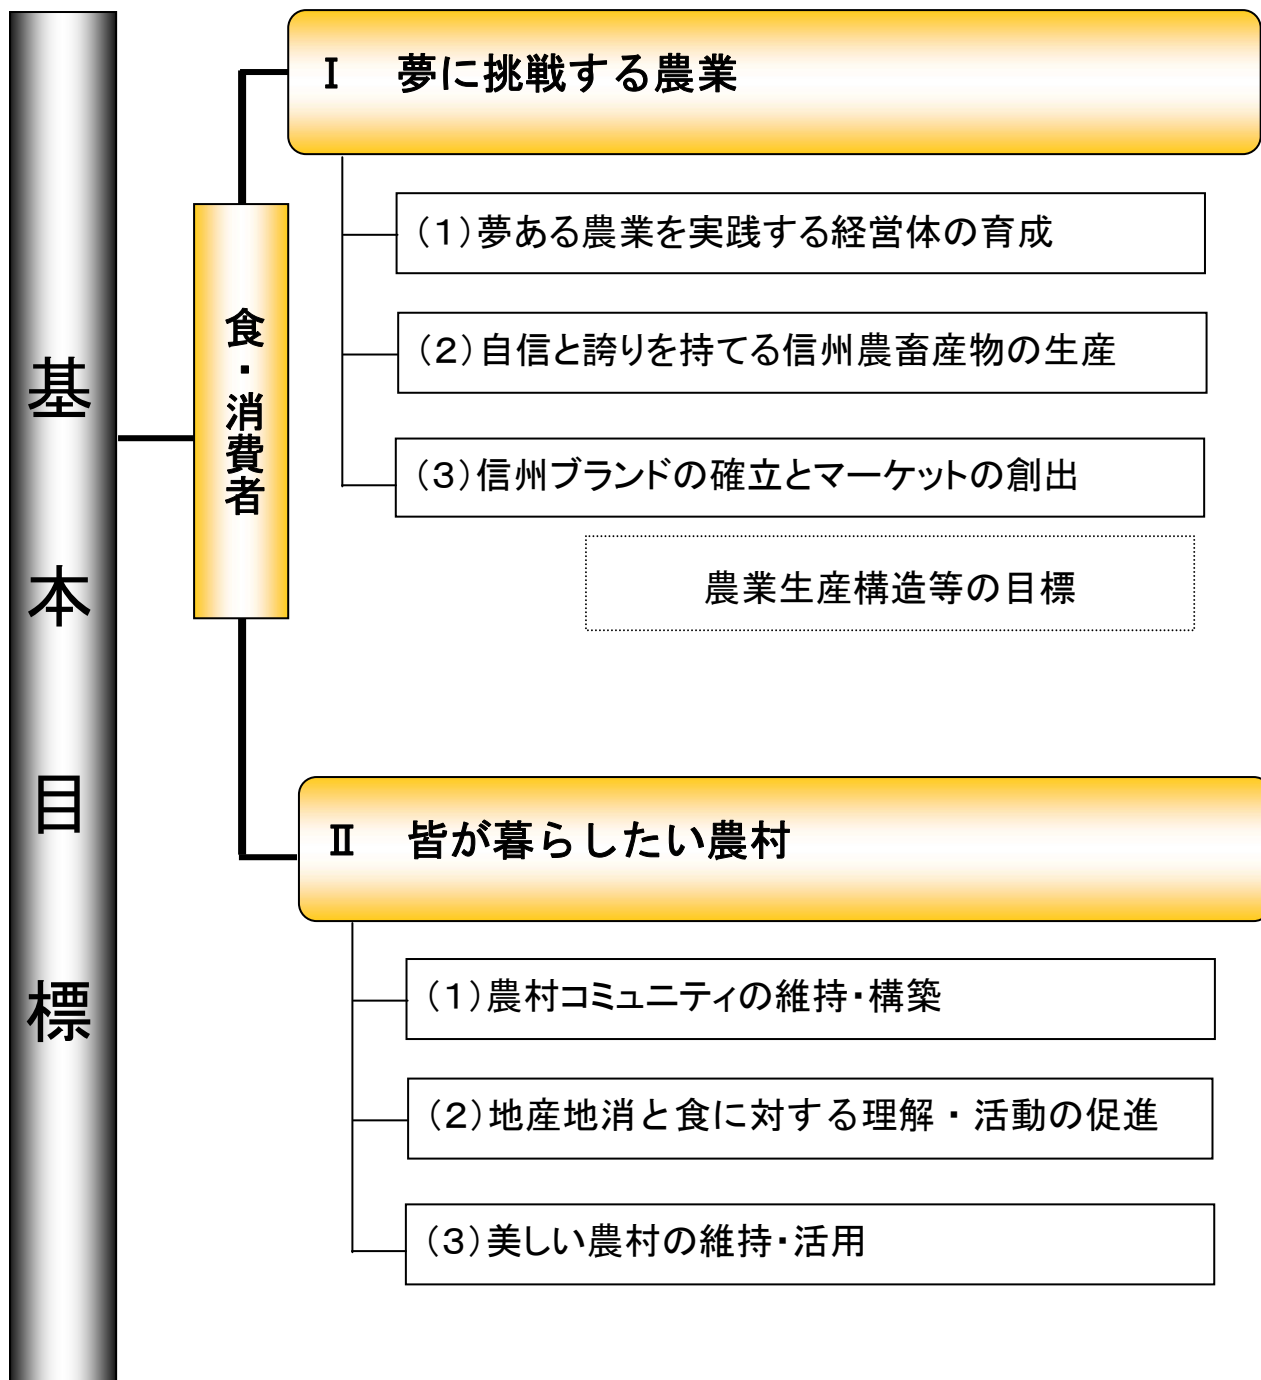 基本目標
食・消費者
Ⅰ　夢に挑戦する農業
（１）夢ある農業を実践する経営体の育成
（２）自信と誇りを持てる信州農畜産物の生産
（３）信州ブランドの確立とマーケットの創出
農業生産構造等の目標
Ⅱ　皆が暮らしたい農村
（１）農村コミュニティの維持・構築
（２）地産地消と食に対する理解・活動の促進
（３）美しい農村の維持・活用